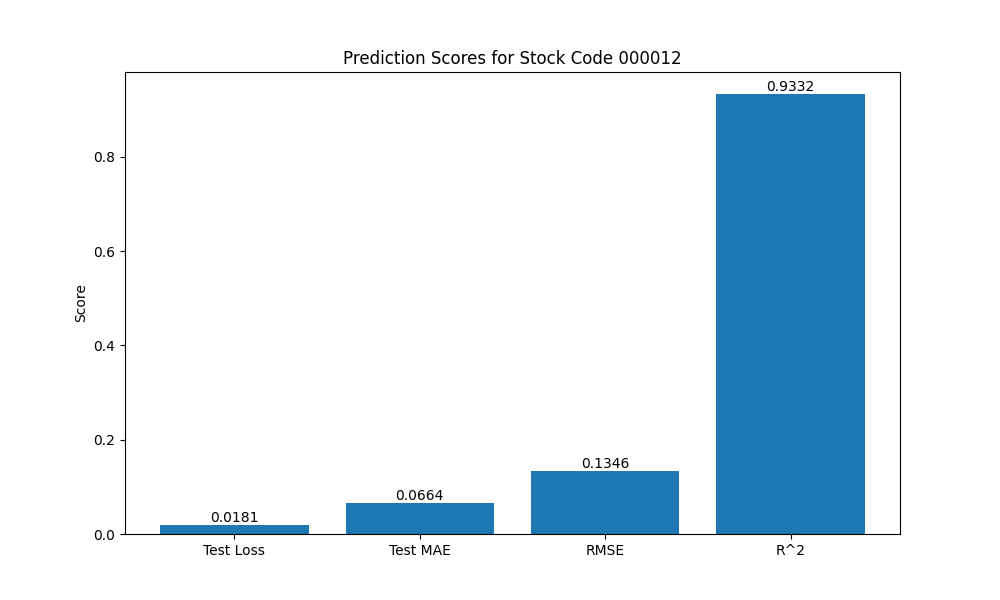 Prediction Scores for Stock Code 000012
0.9332
0.8
0.6
Score
0.4
0.2
0.1346
0.0664
0.0181
0.0
Test Loss
Test MAE
RMSE
R^2